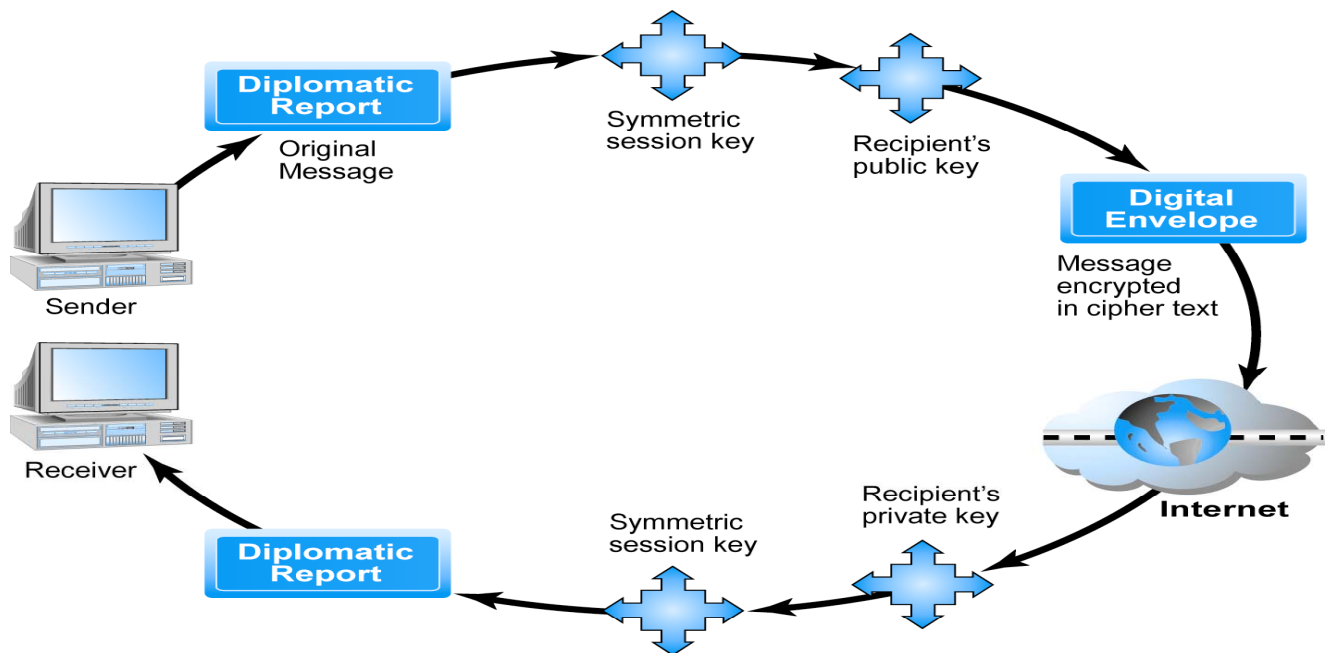 Diplomatic
Report
Original
Message
Symmetric
session key
Recipient's
public key
Digital
Envelope
Message
encrypted
in cipher text
Sender
Internet
Recipient's
private key
Symmetric
session key
Diplomatic
Report
Receiver